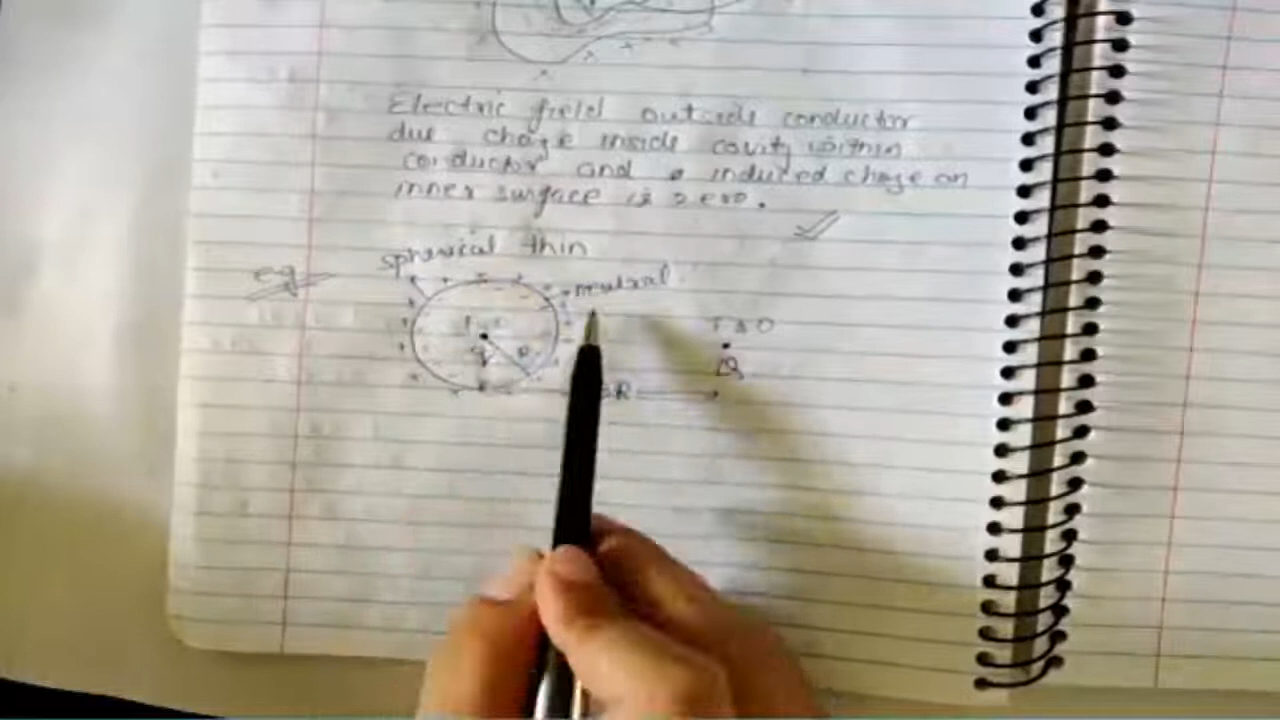 Electric field outside conductor
due charge inside cavity within
conductor and induced charge on
inner surface is zero.
spherical thin
eg
neutral
q
R
Q